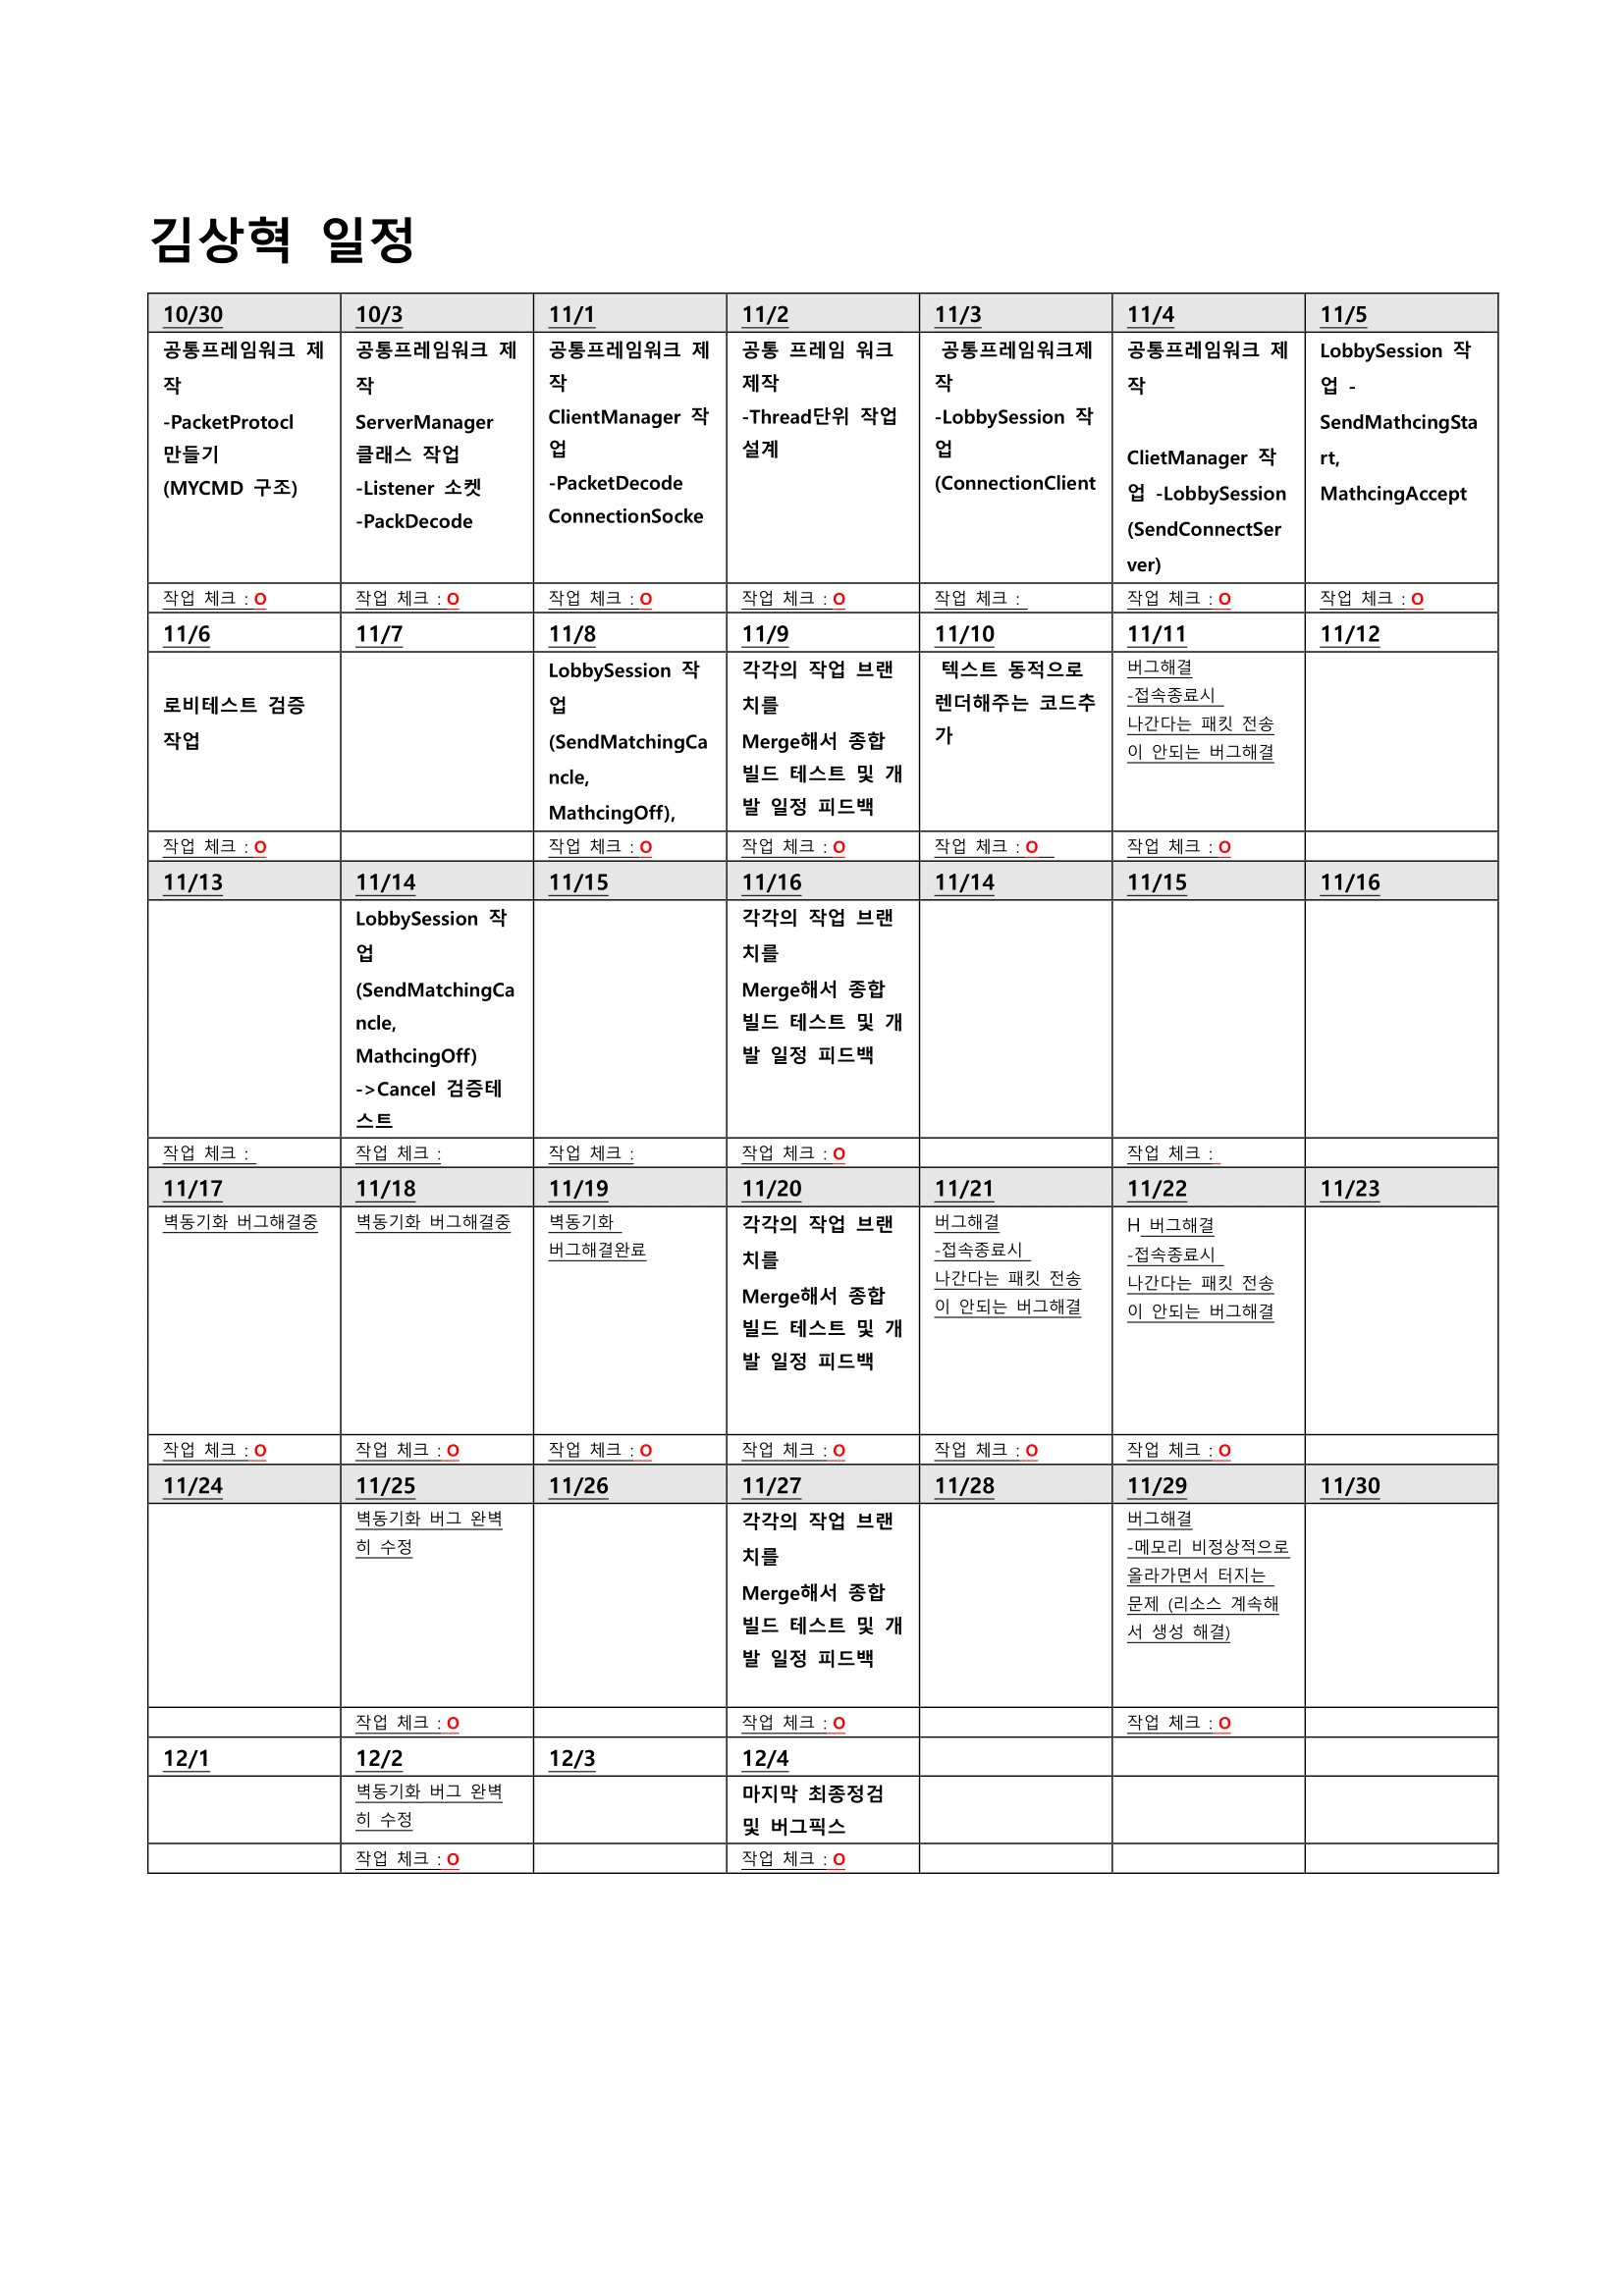 김상혁 일정
10/30 10/3 11/1 11/2 11/3 11/4 11/5
공통프레임워크 제
작
-PacketProtocl
만들기
(MYCMD 구조)
공통프레임워크 제
작
ServerManager
클래스 작업
-Listener 소켓
-PackDecode
공통프레임워크 제
작
ClientManager 작
업
-PacketDecode
ConnectionSocke
공통 프레임 워크
제작
-Thread단위 작업
설계
공통프레임워크제
작
-LobbySession 작
업
(ConnectionClient
공통프레임워크 제
작
ClietManager 작
업 -LobbySession
(SendConnectSer
ver)
LobbySession 작
업 -
SendMathcingSta
rt,
MathcingAccept
작업 체크 : O 작업 체크 : O 작업 체크 : O 작업 체크 : O 작업 체크 : 작업 체크 : O 작업 체크 : O
11/6 11/7 11/8 11/9 11/10 11/11 11/12
로비테스트 검증
작업
LobbySession 작
업
(SendMatchingCa
ncle,
MathcingOff),
각각의 작업 브랜
치를
Merge해서 종합
빌드 테스트 및 개
발 일정 피드백
텍스트 동적으로
렌더해주는 코드추
가
버그해결
-접속종료시
나간다는 패킷 전송
이 안되는 버그해결
작업 체크 : O 작업 체크 : O 작업 체크 : O 작업 체크 : O 작업 체크 : O
11/13 11/14 11/15 11/16 11/14 11/15 11/16
LobbySession 작
업
(SendMatchingCa
ncle,
MathcingOff)
->Cancel 검증테
스트
각각의 작업 브랜
치를
Merge해서 종합
빌드 테스트 및 개
발 일정 피드백
작업 체크 : 작업 체크 : 작업 체크 : 작업 체크 : O 작업 체크 :
11/17 11/18 11/19 11/20 11/21 11/22 11/23
벽동기화 버그해결중
벽동기화 버그해결중
벽동기화
버그해결완료
각각의 작업 브랜
치를
Merge해서 종합
빌드 테스트 및 개
발 일정 피드백
버그해결
-접속종료시
나간다는 패킷 전송
이 안되는 버그해결
H 버그해결
-접속종료시
나간다는 패킷 전송
이 안되는 버그해결
작업 체크 : O 작업 체크 : O 작업 체크 : O 작업 체크 : O 작업 체크 : O 작업 체크 : O
11/24 11/25 11/26 11/27 11/28 11/29 11/30
벽동기화 버그 완벽
히 수정
각각의 작업 브랜
치를
Merge해서 종합
빌드 테스트 및 개
발 일정 피드백
버그해결
-메모리 비정상적으로
올라가면서 터지는
문제 (리소스 계속해
서 생성 해결)
작업 체크 : O 작업 체크 : O 작업 체크 : O
12/1 12/2 12/3 12/4
벽동기화 버그 완벽
히 수정
마지막 최종정검
및 버그픽스
작업 체크 : O 작업 체크 : O